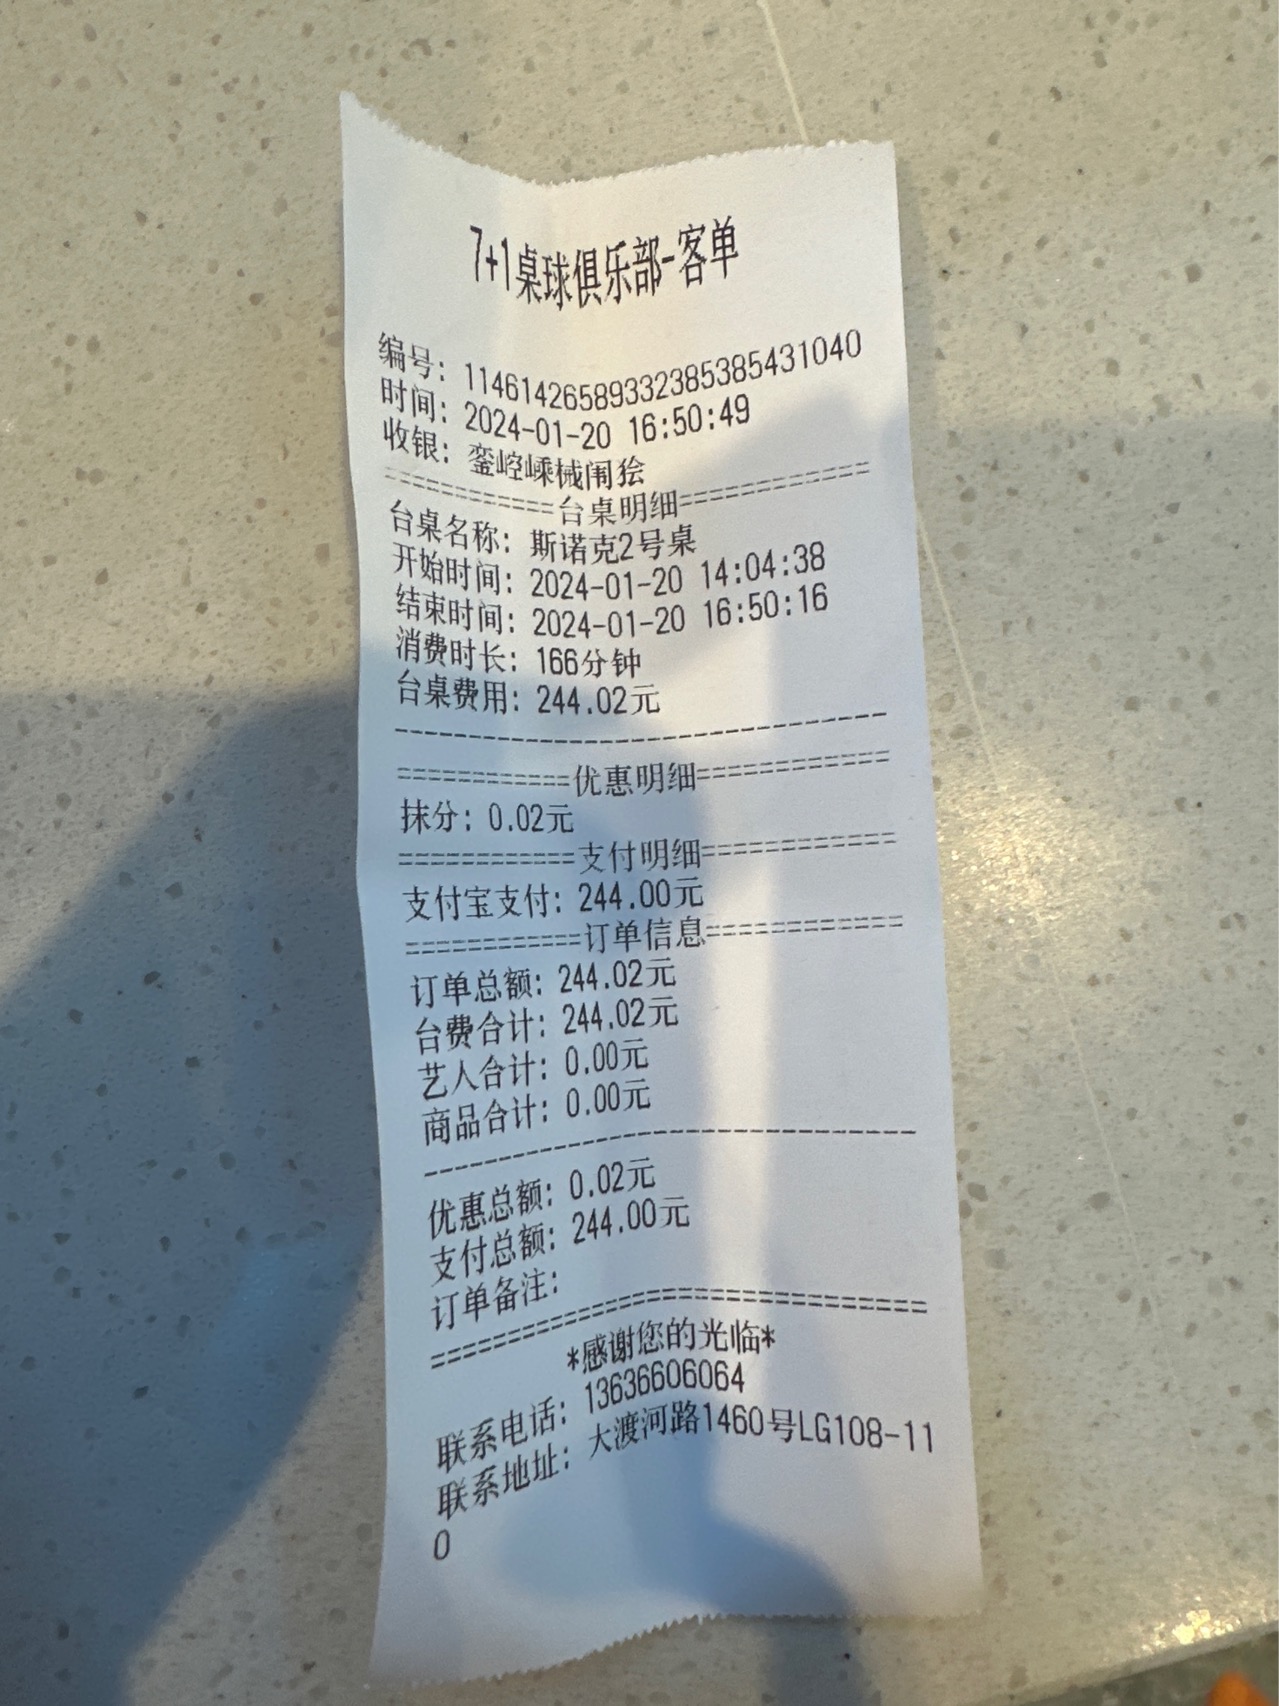 7+1桌球俱乐部-客单
编号: 1146142658933238538543​1040
时间: 2024-01-20 16:50:49
收银: 銮崆嵊械闱狯
===========台桌明细============
台桌名称: 斯诺克2号桌
开始时间: 2024-01-20 14:04:38
结束时间: 2024-01-20 16:50:16
消费时长: 166分钟
台桌费用: 244.02元
--------------------------------
===========优惠明细============
抹分: 0.02元
===========支付明细============
支付宝支付: 244.00元
===========订单信息============
订单总额: 244.02元
台费合计: 244.02元
艺人合计: 0.00元
商品合计: 0.00元
--------------------------------
优惠总额: 0.02元
支付总额: 244.00元
订单备注:
================================
*感谢您的光临*
联系电话: 13636606064
联系地址: 大渡河路1460号LG108-11
0